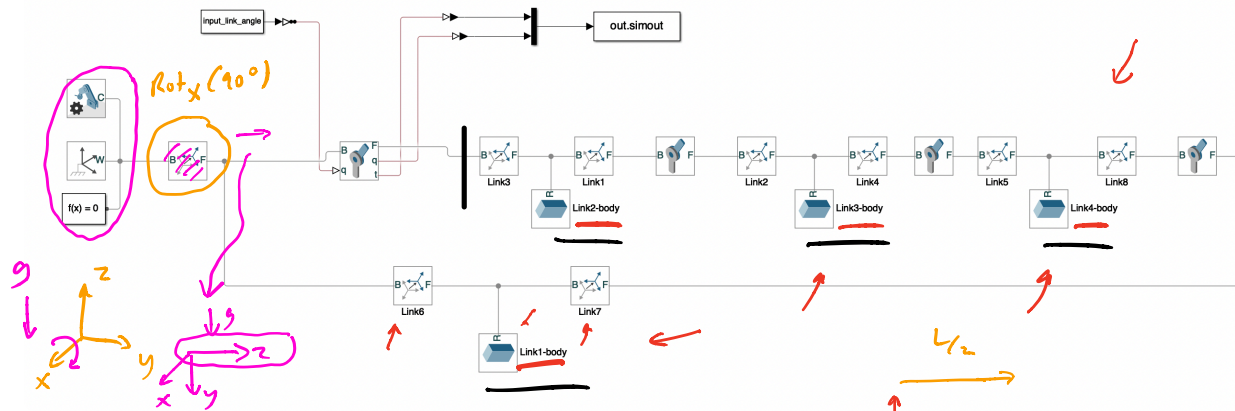 input_link_angle
out.simout
Rotx (90°)
C
W
f(x) = 0
B F
B F
q q
t
B F
Link3
B F
Link1
B F
Link2
B F
Link4
B F
Link5
B F
Link8
R
Link2-body
R
Link3-body
R
Link4-body
g
z
y
x
B F
Link6
B F
Link7
R
Link1-body
g
z
x
y
L/2